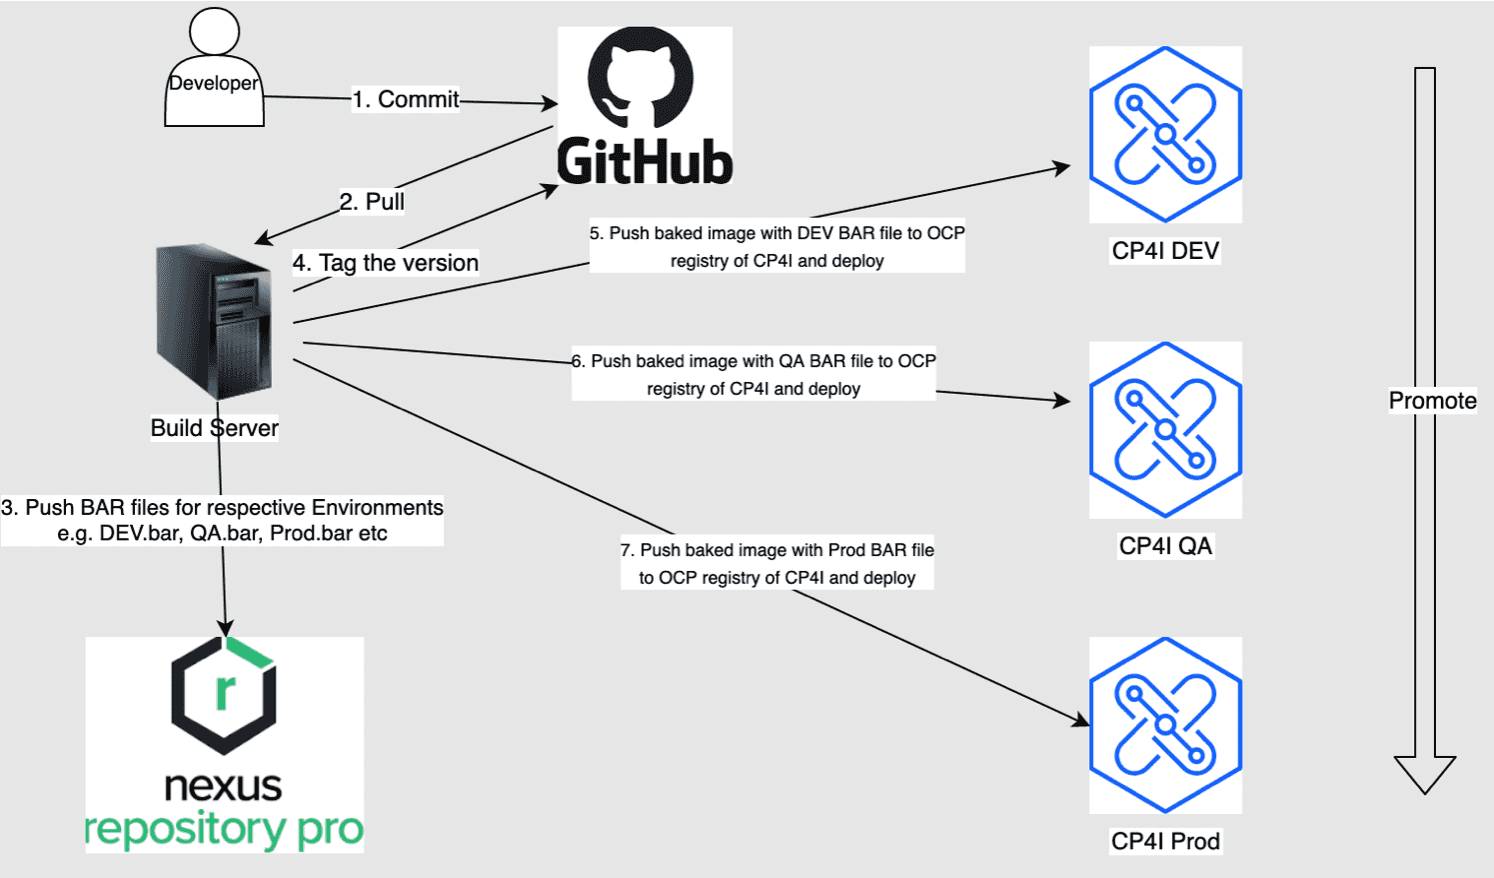 Developer
1. Commit
GitHub
2. Pull
4. Tag the version
5. Push baked image with DEV BAR file to OCP
registry of CP4I and deploy
CP4I DEV
6. Push baked image with QA BAR file to OCP
registry of CP4I and deploy
Promote
Build Server
3. Push BAR files for respective Environments
e.g. DEV.bar, QA.bar, Prod.bar etc
CP4I QA
7. Push baked image with Prod BAR file
to OCP registry of CP4I and deploy
r
nexus
repository pro
CP4I Prod